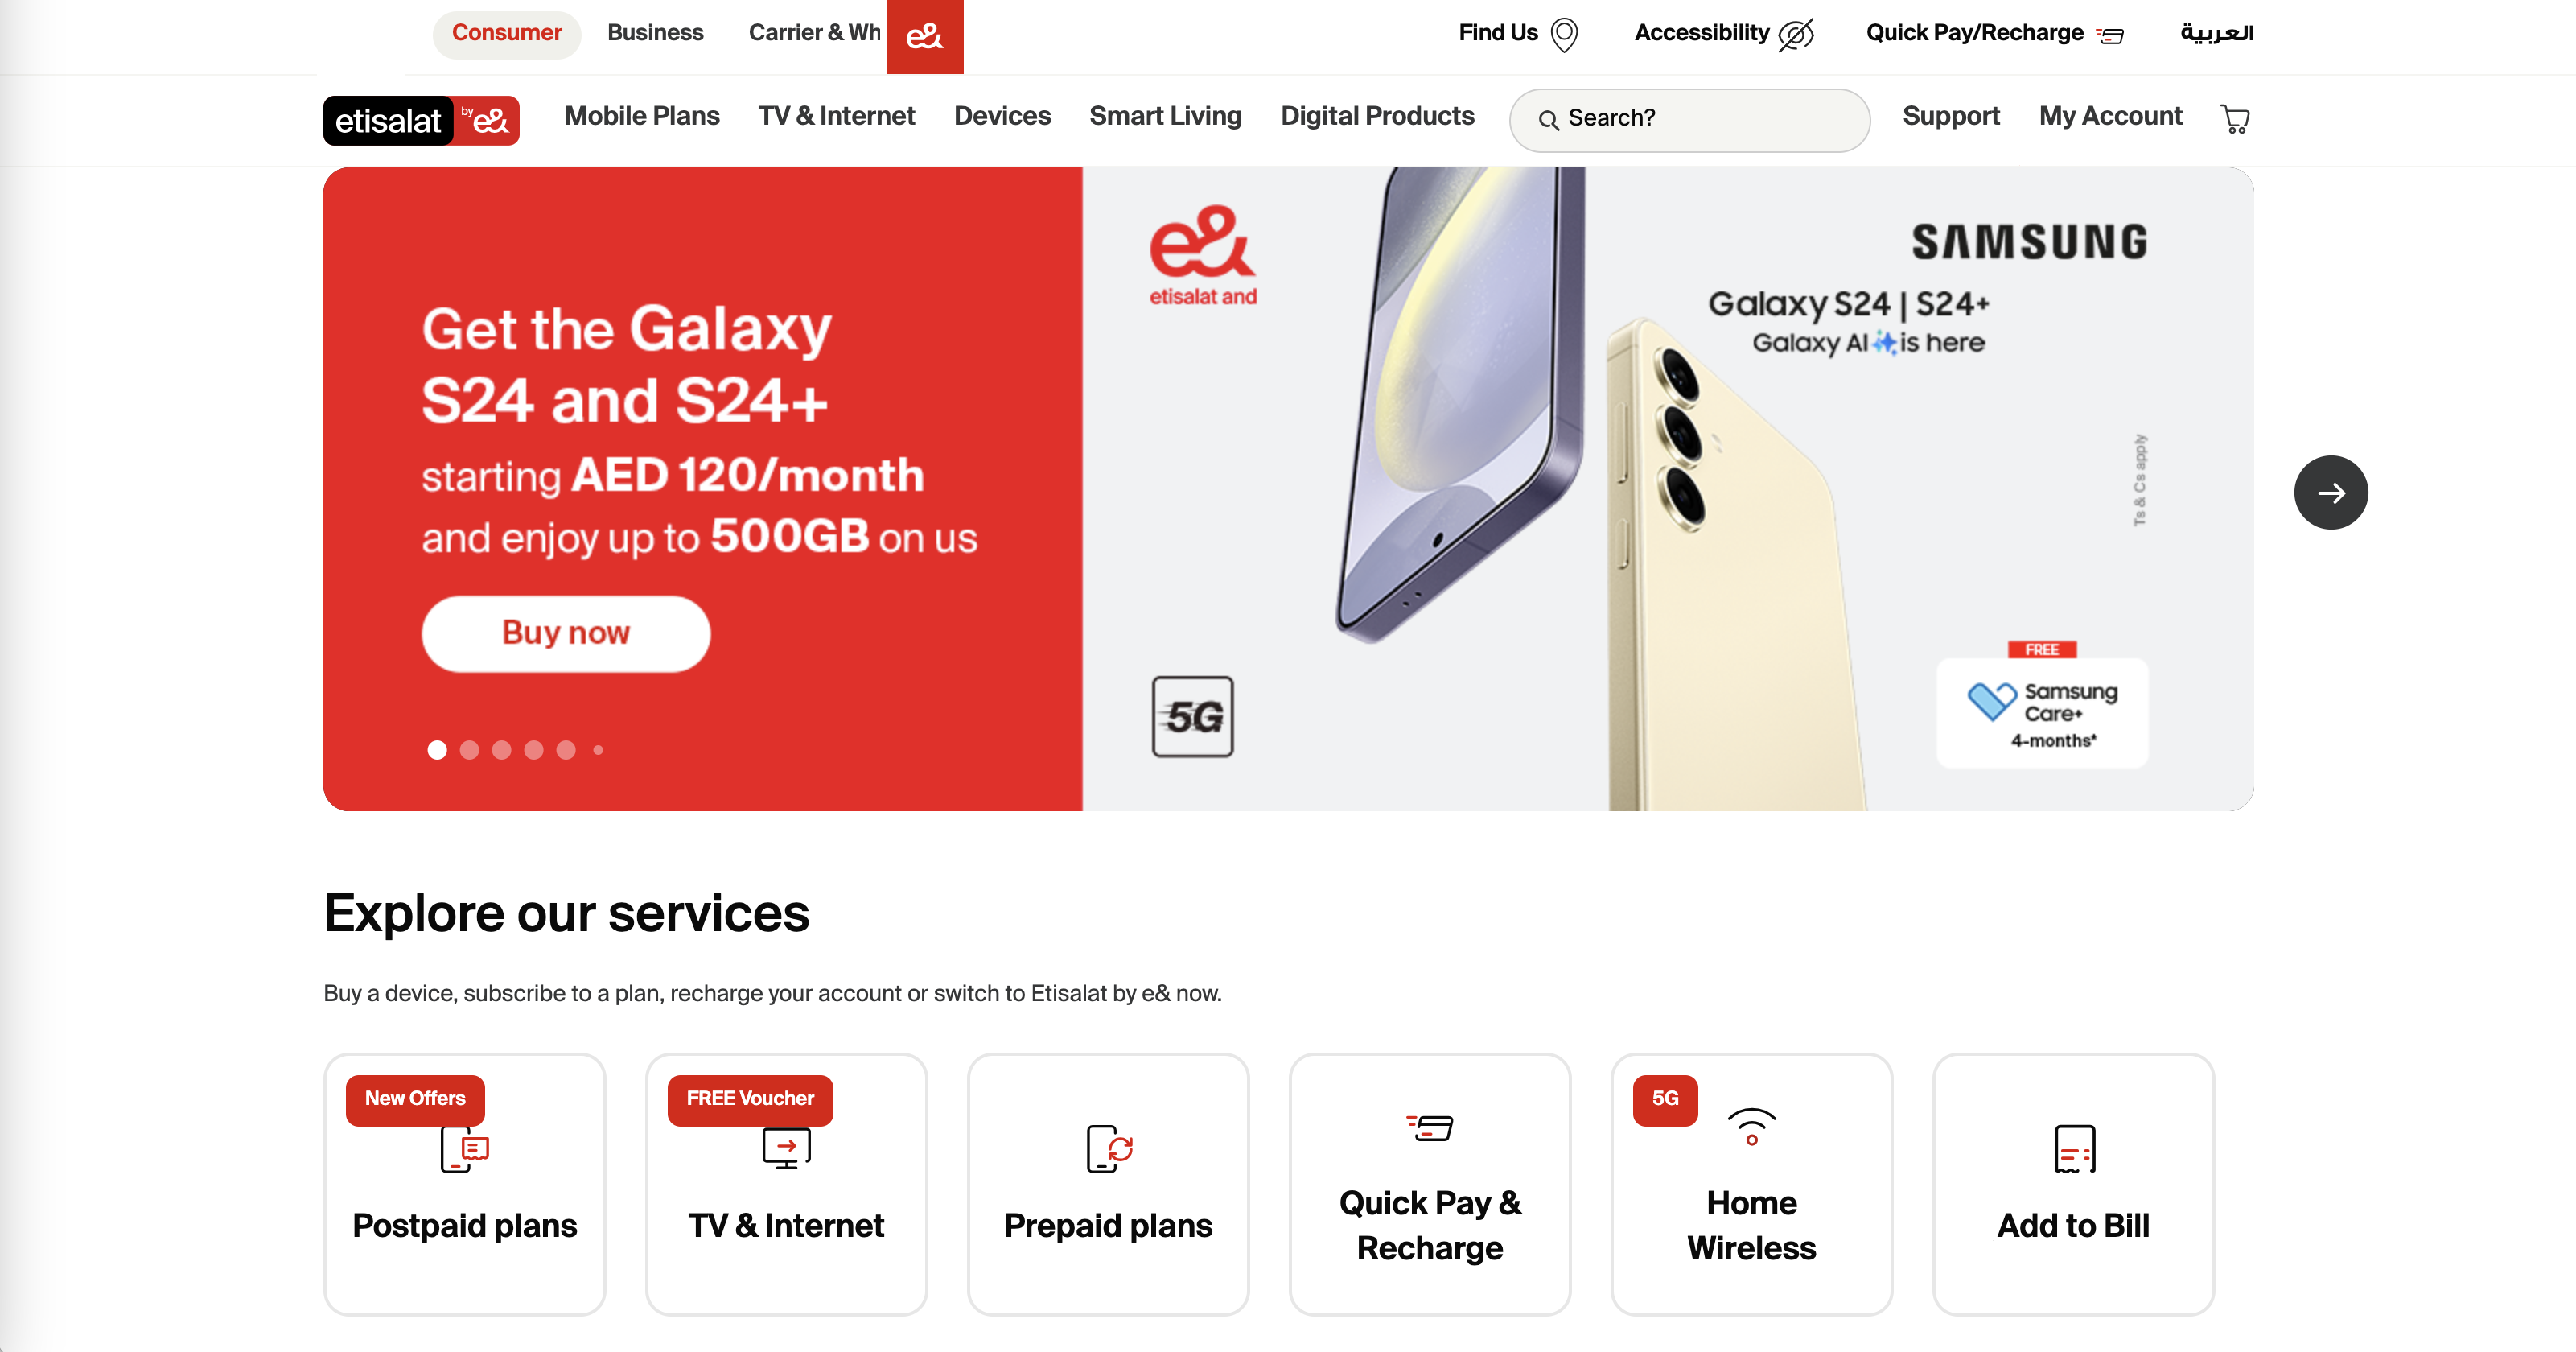 Consumer
Business
Carrier & Wh
e&
Find Us
Accessibility
Quick Pay/Recharge
العربية
etisalat by e&
Mobile Plans
TV & Internet
Devices
Smart Living
Digital Products
Search?
Support
My Account
Get the Galaxy
S24 and S24+
starting AED 120/month
and enjoy up to 500GB on us
Buy now
e&
etisalat and
5G
SAMSUNG
Galaxy S24 | S24+
Galaxy AI is here
Ts & Cs apply
FREE
Samsung
Care+
4-months*
Explore our services
Buy a device, subscribe to a plan, recharge your account or switch to Etisalat by e& now.
New Offers
Postpaid plans
FREE Voucher
TV & Internet
Prepaid plans
Quick Pay &
Recharge
5G
Home
Wireless
Add to Bill